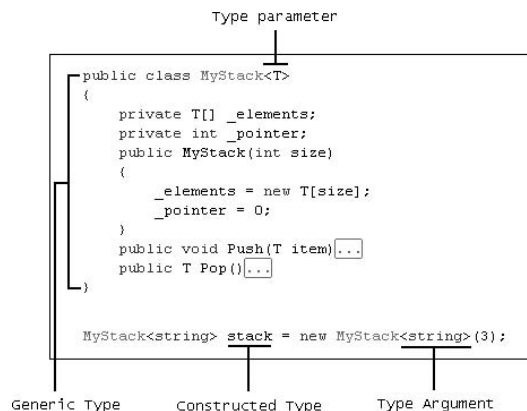 Type parameter
public class MyStack<T>
{
private T[] _elements;
private int _pointer;
public MyStack(int size)
{
_elements = new T[size];
_pointer = 0;
}
public void Push(T item)...
public T Pop()...
}
MyStack<string> stack = new MyStack<string>(3);
Generic Type Constructed Type Type Argument